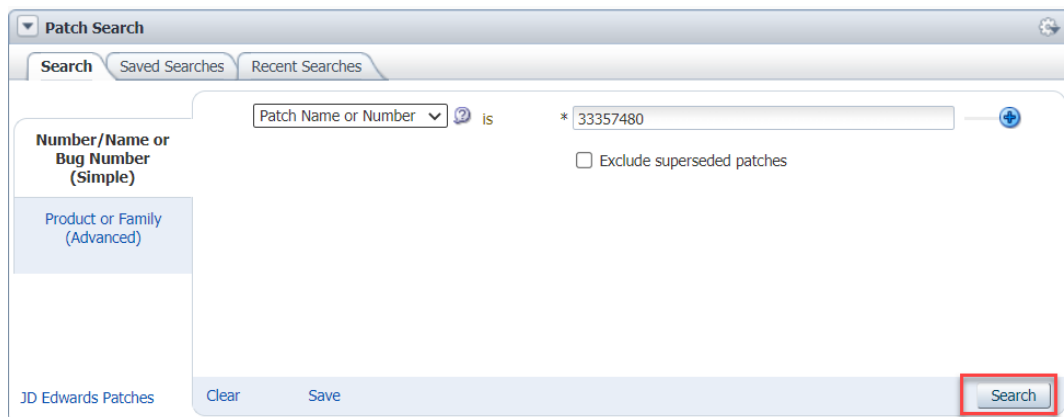 Patch Search
Search Saved Searches Recent Searches
Number/Name or
Bug Number
(Simple)
Product or Family
(Advanced)
JD Edwards Patches
Patch Name or Number ? is * 33357480
Exclude superseded patches
Clear Save Search